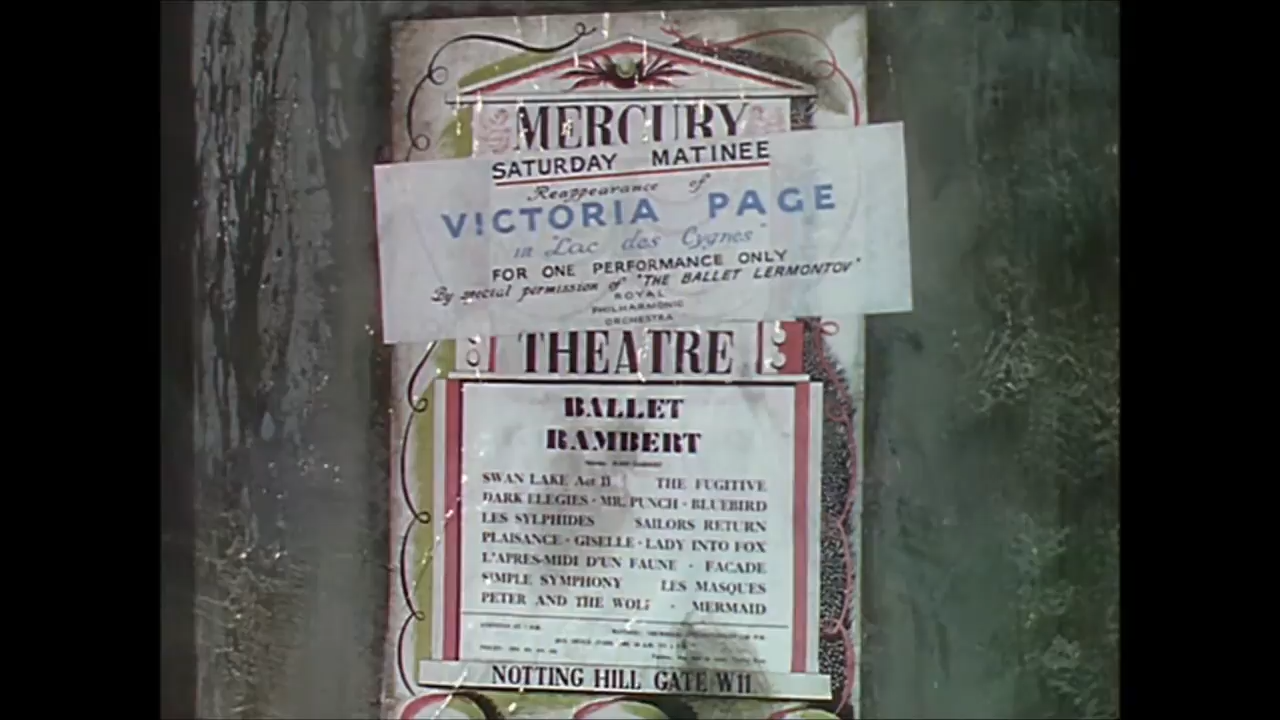 MERCURY
SATURDAY MATINEE
Reappearance of
VICTORIA PAGE
in "Lac des Cygnes"
FOR ONE PERFORMANCE ONLY
By special permission of "THE BALLET LERMONTOV"
ROYAL
PHILHARMONIC
ORCHESTRA
THEATRE
BALLET
RAMBERT
SWAN LAKE Act II THE FUGITIVE
DARK ELEGIES · MR. PUNCH · BLUEBIRD
LES SYLPHIDES SAILORS RETURN
PLAISANCE · GISELLE · LADY INTO FOX
L'APRES-MIDI D'UN FAUNE · FACADE
SIMPLE SYMPHONY LES MASQUES
PETER AND THE WOLF · MERMAID
NOTTING HILL GATE W11